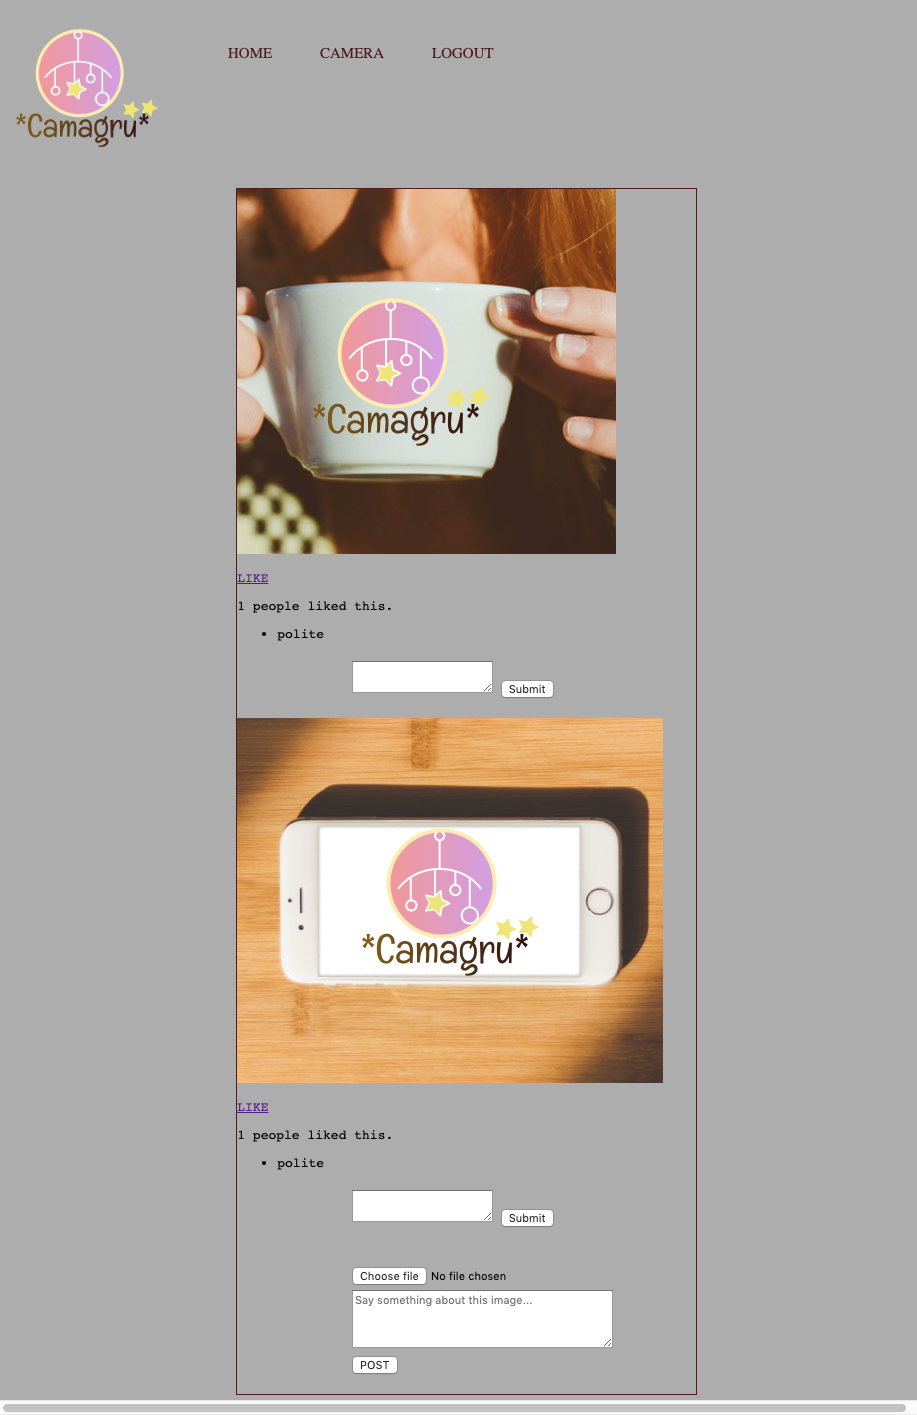 HOME CAMERA LOGOUT
*Camagru*
*Camagru*
LIKE
1 people liked this.
• polite
Submit
*Camagru*
LIKE
1 people liked this.
• polite
Submit
Choose file No file chosen
Say something about this image...
POST